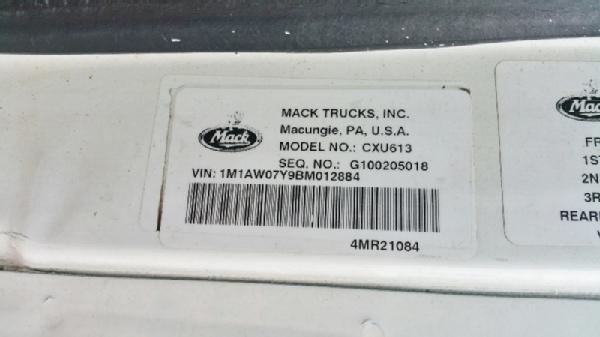 Mack
MACK TRUCKS, INC.
Macungie, PA, U.S.A.
MODEL NO.: CXU613
SEQ. NO.: G100205018
VIN: 1M1AW07Y9BM012884
4MR21084
Mack
FR
1ST
2N
3R
REAR